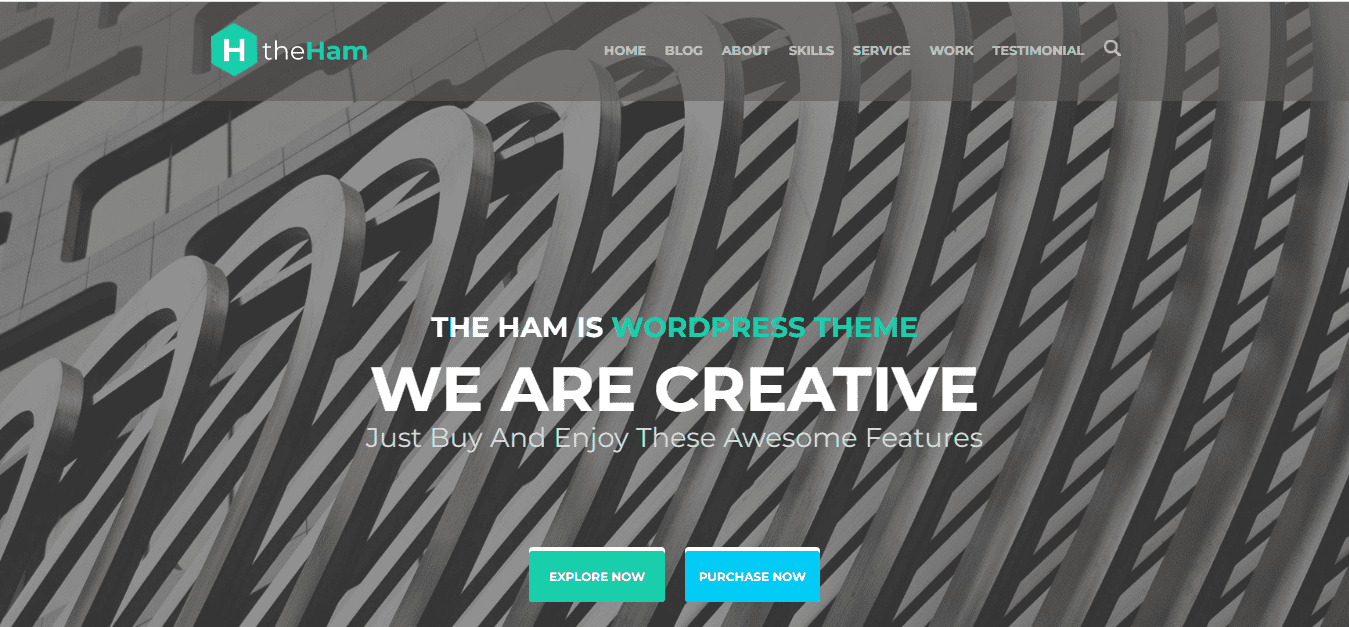 H theHam
HOME BLOG ABOUT SKILLS SERVICE WORK TESTIMONIAL
THE HAM IS WORDPRESS THEME
WE ARE CREATIVE
Just Buy And Enjoy These Awesome Features
EXPLORE NOW PURCHASE NOW